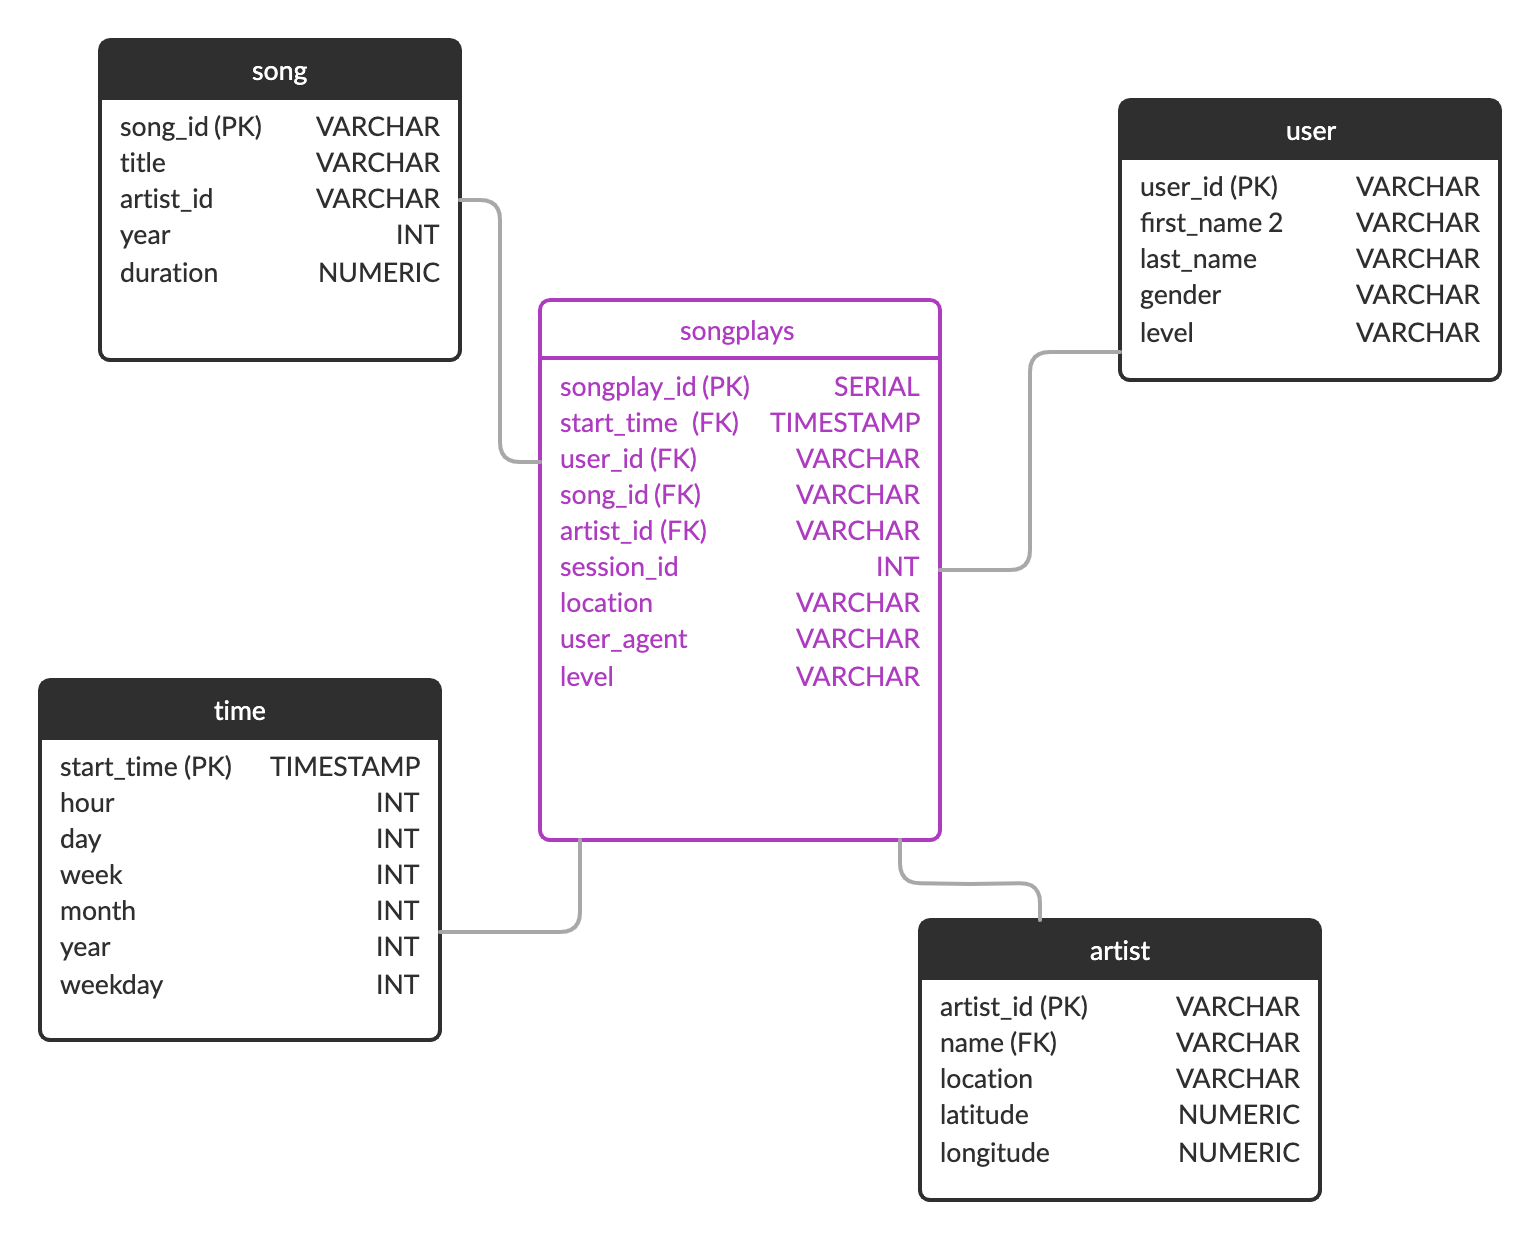 song
song_id (PK) VARCHAR
title VARCHAR
artist_id VARCHAR
year INT
duration NUMERIC
user
user_id (PK) VARCHAR
first_name 2 VARCHAR
last_name VARCHAR
gender VARCHAR
level VARCHAR
songplays
songplay_id (PK) SERIAL
start_time (FK) TIMESTAMP
user_id (FK) VARCHAR
song_id (FK) VARCHAR
artist_id (FK) VARCHAR
session_id INT
location VARCHAR
user_agent VARCHAR
level VARCHAR
time
start_time (PK) TIMESTAMP
hour INT
day INT
week INT
month INT
year INT
weekday INT
artist
artist_id (PK) VARCHAR
name (FK) VARCHAR
location VARCHAR
latitude NUMERIC
longitude NUMERIC